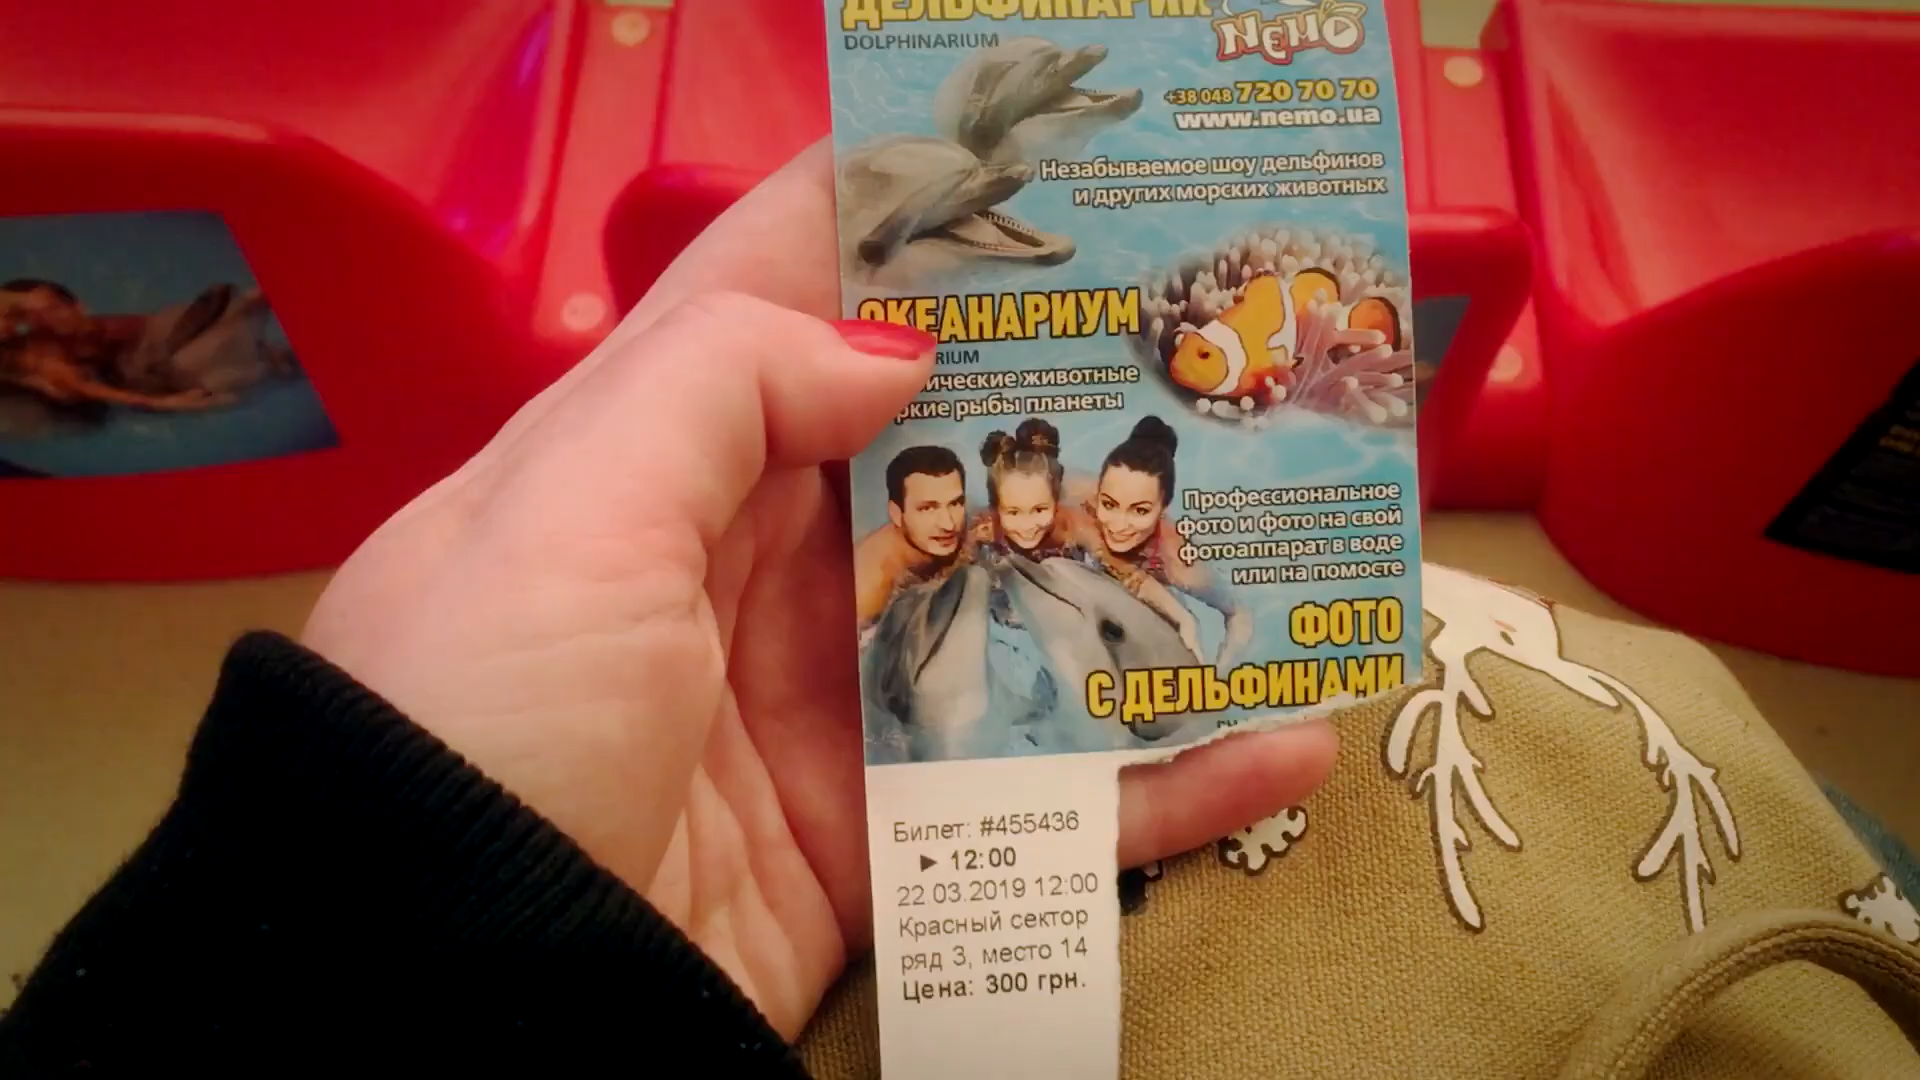 ДЕЛЬФИНАРИЙ
DOLPHINARIUM
NEMO
+38 048 720 70 70
www.nemo.ua
Незабываемое шоу дельфинов
и других морских животных
ОКЕАНАРИУМ
RIUM
ические животные
ркие рыбы планеты
Профессиональное
фото и фото на свой
фотоаппарат в воде
или на помосте
ФОТО
С ДЕЛЬФИНАМИ
Билет: #455436
► 12:00
22.03.2019 12:00
Красный сектор
ряд 3, место 14
Цена: 300 грн.